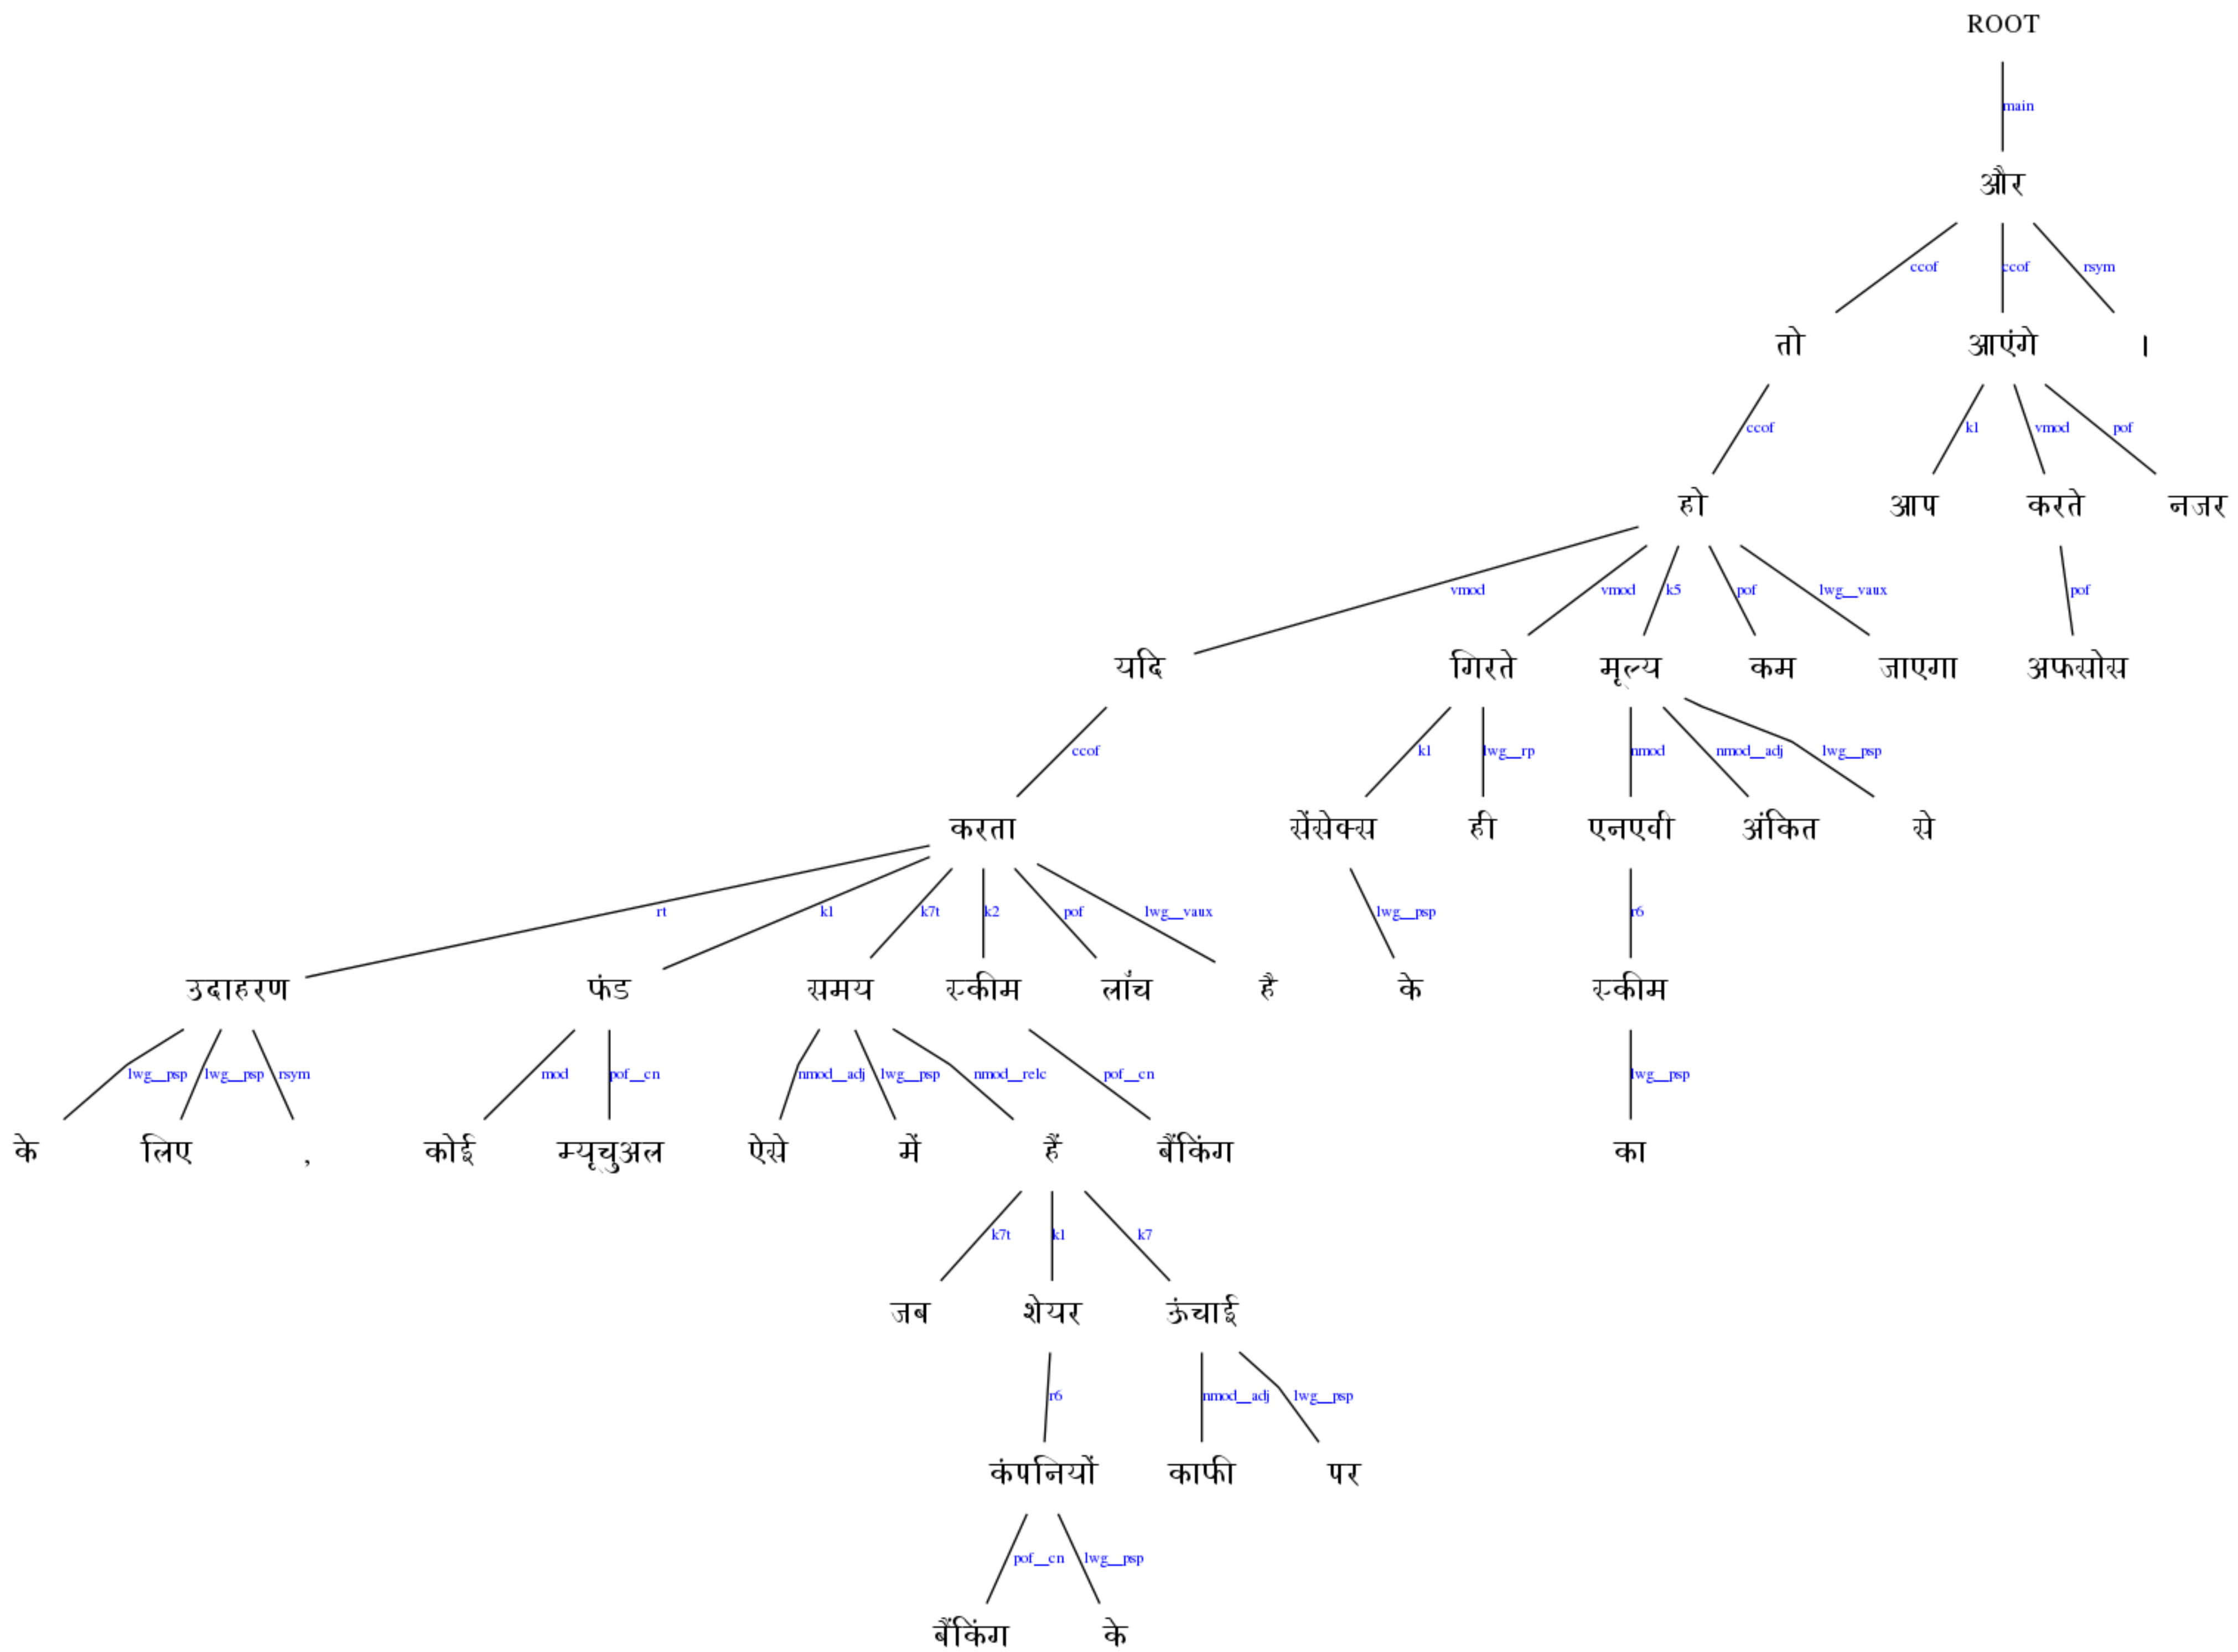 ROOT
main
और
ccof ccof rsym
तो आएंगे ।
ccof k1 vmod pof
हो आप करते नजर
vmod vmod k5 pof lwg__vaux pof
यदि गिरते मूल्य कम जाएगा अफसोस
ccof k1 lwg__rp nmod nmod__adj lwg__psp
करता सेंसेक्स ही एनएवी अंकित से
rt k1 k7t k2 pof lwg__vaux lwg__psp r6
उदाहरण फंड समय स्कीम लॉंच है के स्कीम
lwg__psp lwg__psp rsym mod pof__cn nmod__adj lwg__psp nmod__relc pof__cn lwg__psp
के लिए , कोई म्यूचुअल ऐसे में हैं बैंकिंग का
k7t k1 k7
जब शेयर ऊंचाई
r6 nmod__adj lwg__psp
कंपनियों काफी पर
pof__cn lwg__psp
बैंकिंग के